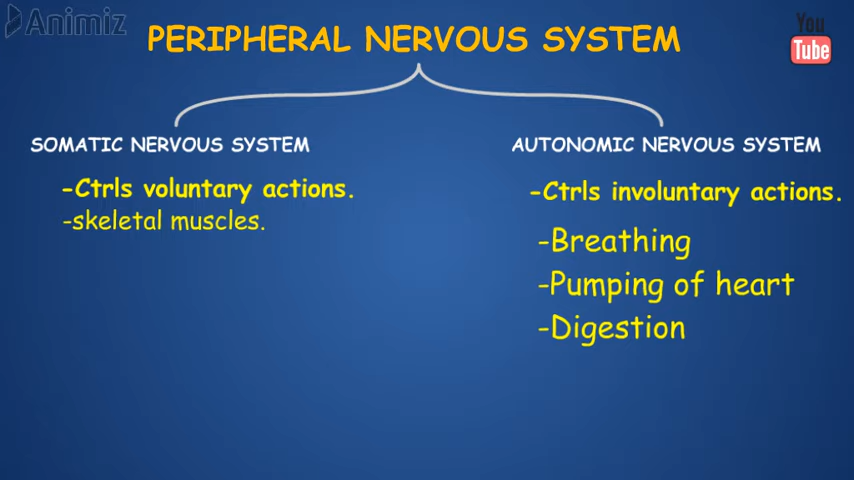 Animiz
You
Tube
PERIPHERAL NERVOUS SYSTEM
SOMATIC NERVOUS SYSTEM
-Ctrls voluntary actions.
-skeletal muscles.
AUTONOMIC NERVOUS SYSTEM
-Ctrls involuntary actions.
-Breathing
-Pumping of heart
-Digestion